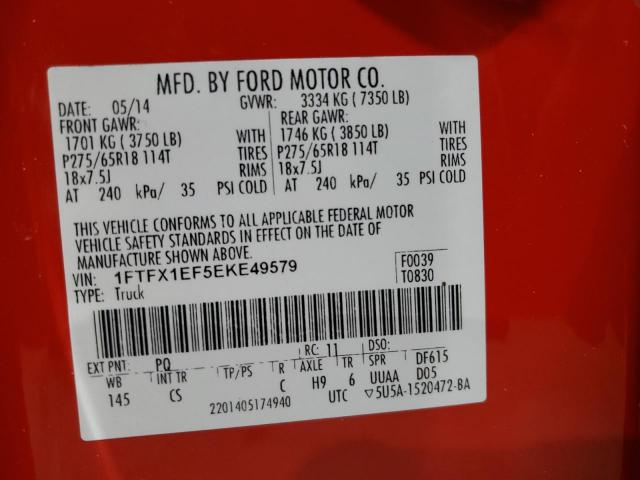 MFD. BY FORD MOTOR CO.
DATE: 05/14 GVWR: 3334 KG ( 7350 LB)
FRONT GAWR: REAR GAWR:
1701 KG ( 3750 LB) WITH 1746 KG ( 3850 LB) WITH
P275/65R18 114T TIRES P275/65R18 114T TIRES
18x7.5J RIMS 18x7.5J RIMS
AT 240 kPa/ 35 PSI COLD AT 240 kPa/ 35 PSI COLD
THIS VEHICLE CONFORMS TO ALL APPLICABLE FEDERAL MOTOR
VEHICLE SAFETY STANDARDS IN EFFECT ON THE DATE OF
MANUFACTURE SHOWN ABOVE.
VIN: 1FTFX1EF5EKE49579 F0039
TYPE: Truck T0830
EXT PNT: PQ RC: 11 DSO:
WB INT TR TP/PS R AXLE TR SPR DF615
145 CS C H9 6 UUAA D05
2201405174940 UTC ▽5U5A-1520472-BA